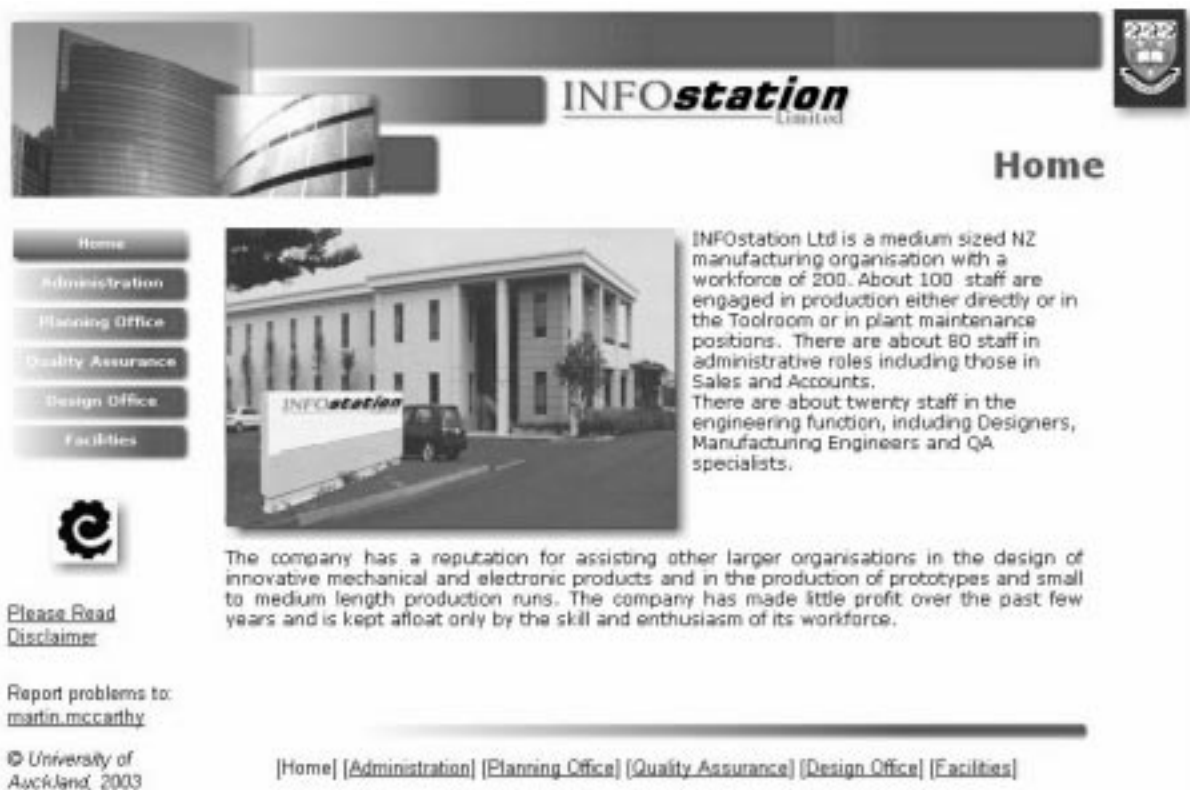 INFOstation
Limited
Home
Home
Administration
Planning Office
Quality Assurance
Design Office
Facilities
INFOstation
INFOstation Ltd is a medium sized NZ
manufacturing organisation with a
workforce of 200. About 100 staff are
engaged in production either directly or in
the Toolroom or in plant maintenance
positions. There are about 80 staff in
administrative roles including those in
Sales and Accounts.
There are about twenty staff in the
engineering function, including Designers,
Manufacturing Engineers and QA
specialists.
The company has a reputation for assisting other larger organisations in the design of
innovative mechanical and electronic products and in the production of prototypes and small
to medium length production runs. The company has made little profit over the past few
years and is kept afloat only by the skill and enthusiasm of its workforce.
Please Read
Disclaimer
Report problems to:
martin.mccarthy
© University of
Auckland, 2003
[Home] [Administration] [Planning Office] [Quality Assurance] [Design Office] [Facilities]